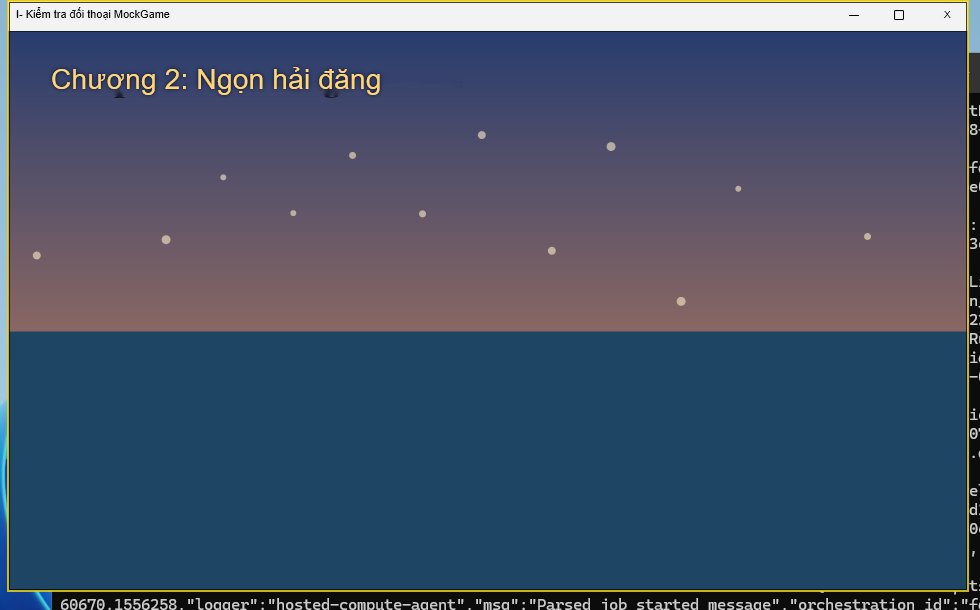 I- Kiểm tra đối thoại MockGame
X
Chương 2: Ngọn hải đăng
60670.1556258,"logger":"hosted-compute-agent","msg":"Parsed job started message","orchestration_id":"f